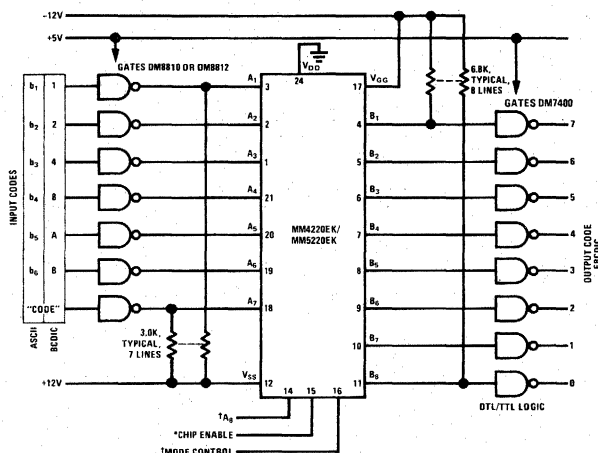 -12V
+5V
GATES DM8810 OR DM8812
VDD
24
6.8K,
TYPICAL,
8 LINES
GATES DM7400
INPUT CODES
b1 1
b2 2
b3 4
b4 8
b5 A
b6 B
"CODE"
ASCII
BCDIC
A1
3
A2
2
A3
1
A4
21
A5
20
A6
19
A7
18
VSS
12
MM4220EK/
MM5220EK
VGG
17
B1
4
B2
5
B3
6
B4
7
B5
8
B6
9
B7
10
B8
11
7
6
5
4
3
2
1
0
OUTPUT CODE
EBCDIC
3.0K,
TYPICAL,
7 LINES
+12V
14 15 16
DTL/TTL LOGIC
†A8
*CHIP ENABLE
†MODE CONTROL